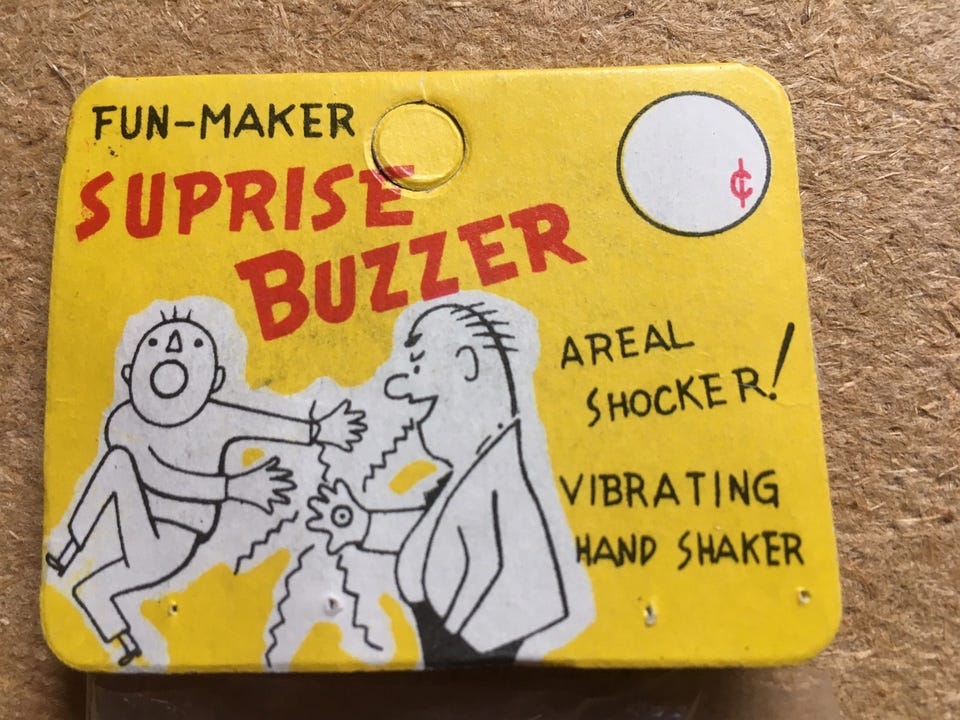 FUN-MAKER
SUPRISE
BUZZER
¢
AREAL
SHOCKER!
VIBRATING
HAND SHAKER